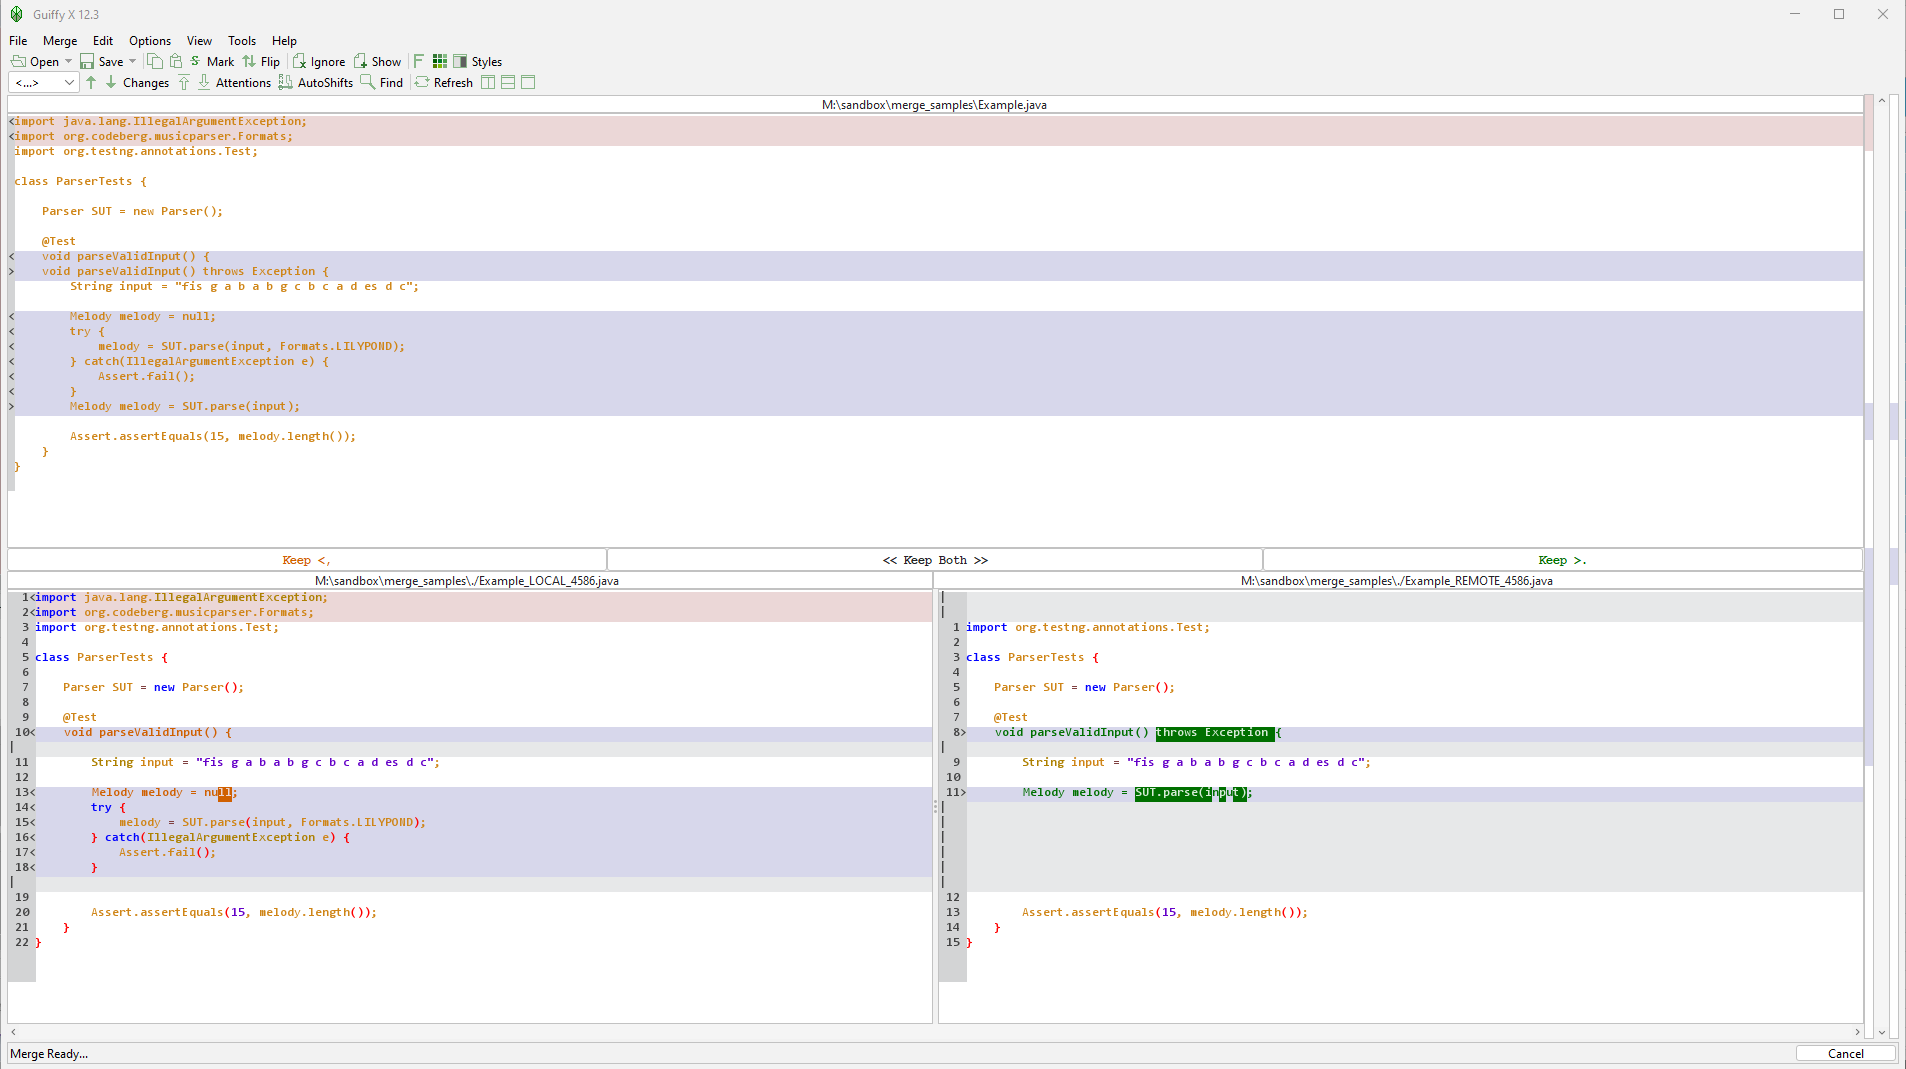 Guiffy X 12.3
File Merge Edit Options View Tools Help
Open Save S Mark Flip Ignore Show F Styles
<...> Changes Attentions AutoShifts Find Refresh
M:\sandbox\merge_samples\Example.java
<import java.lang.IllegalArgumentException;
<import org.codeberg.musicparser.Formats;
import org.testng.annotations.Test;
class ParserTests {
    Parser SUT = new Parser();
    @Test
<    void parseValidInput() {
>    void parseValidInput() throws Exception {
        String input = "fis g a b a b g c b c a d es d c";
<        Melody melody = null;
<        try {
<            melody = SUT.parse(input, Formats.LILYPOND);
<        } catch(IllegalArgumentException e) {
<            Assert.fail();
<        }
>        Melody melody = SUT.parse(input);
        Assert.assertEquals(15, melody.length());
    }
}
Keep <, << Keep Both >> Keep >.
M:\sandbox\merge_samples\./Example_LOCAL_4586.java
1<import java.lang.IllegalArgumentException;
2<import org.codeberg.musicparser.Formats;
3 import org.testng.annotations.Test;
4
5 class ParserTests {
6
7     Parser SUT = new Parser();
8
9     @Test
10<    void parseValidInput() {
|
11        String input = "fis g a b a b g c b c a d es d c";
12
13<        Melody melody = null;
14<        try {
15<            melody = SUT.parse(input, Formats.LILYPOND);
16<        } catch(IllegalArgumentException e) {
17<            Assert.fail();
18<        }
|
19
20        Assert.assertEquals(15, melody.length());
21    }
22 }
M:\sandbox\merge_samples\./Example_REMOTE_4586.java
|
|
1 import org.testng.annotations.Test;
2
3 class ParserTests {
4
5     Parser SUT = new Parser();
6
7     @Test
8>    void parseValidInput() throws Exception {
|
9         String input = "fis g a b a b g c b c a d es d c";
10
11>        Melody melody = SUT.parse(input);
|
|
|
|
|
|
12
13        Assert.assertEquals(15, melody.length());
14    }
15 }
Merge Ready...
Cancel